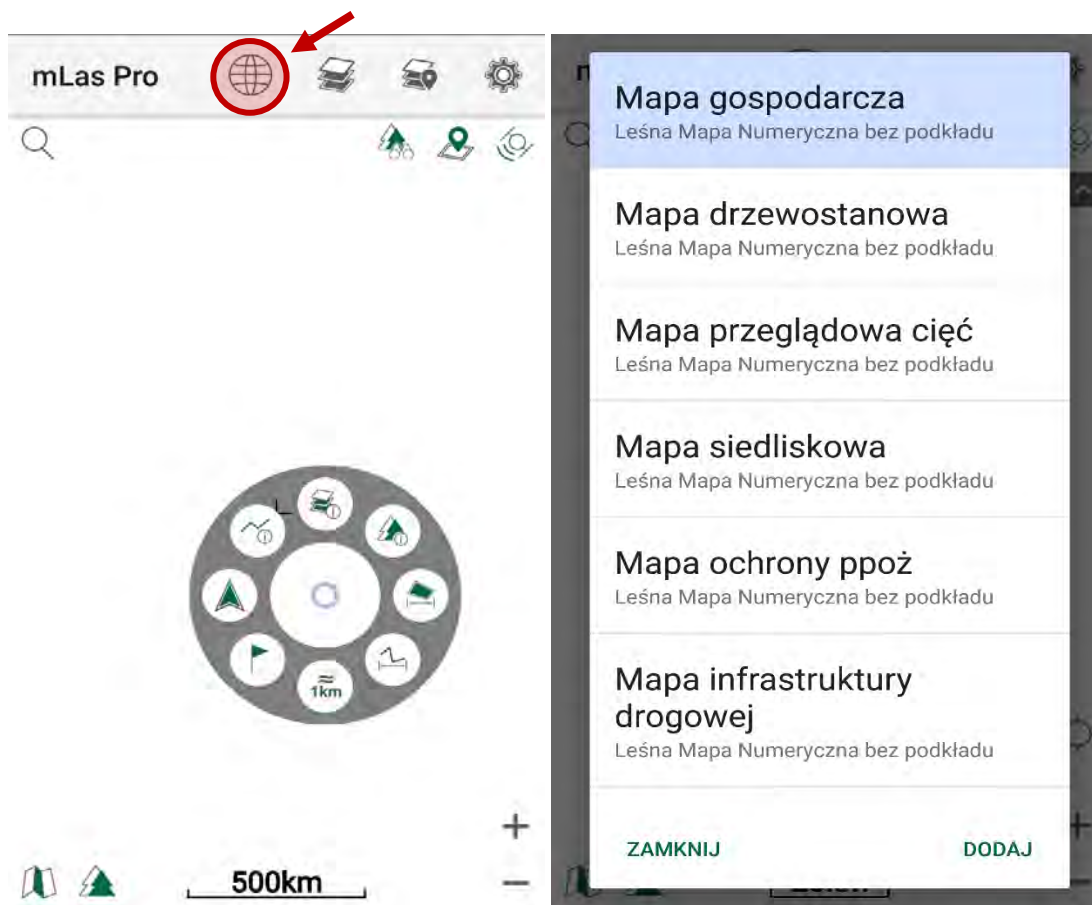 mLas Pro
≈
1km
500km
Mapa gospodarcza
Leśna Mapa Numeryczna bez podkładu
Mapa drzewostanowa
Leśna Mapa Numeryczna bez podkładu
Mapa przeglądowa cięć
Leśna Mapa Numeryczna bez podkładu
Mapa siedliskowa
Leśna Mapa Numeryczna bez podkładu
Mapa ochrony ppoż
Leśna Mapa Numeryczna bez podkładu
Mapa infrastruktury
drogowej
Leśna Mapa Numeryczna bez podkładu
ZAMKNIJ DODAJ